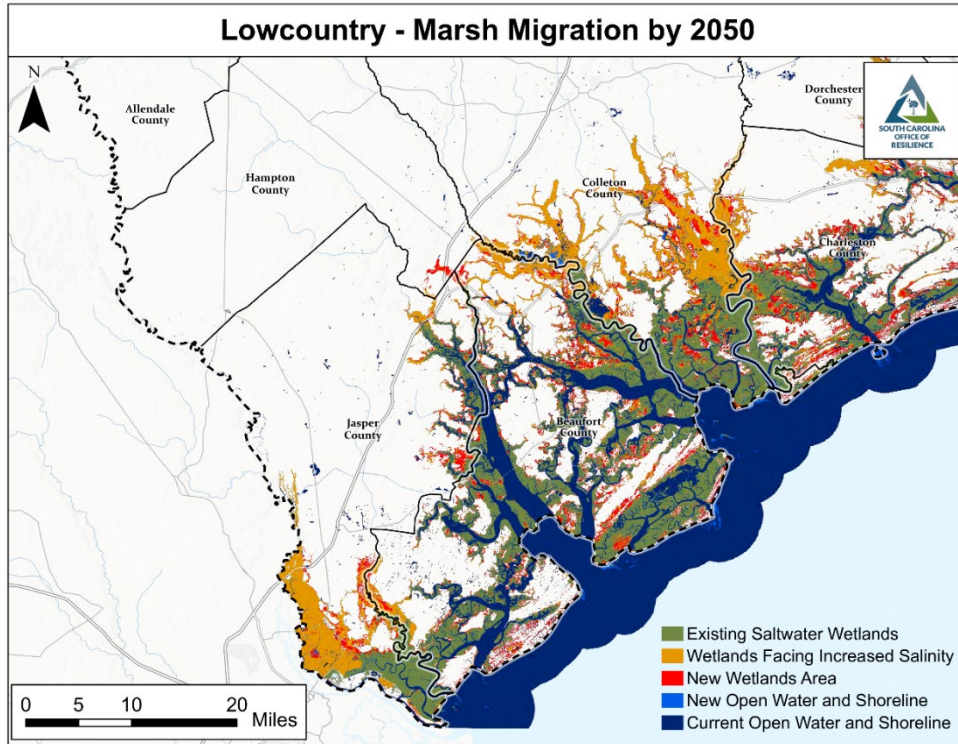 Lowcountry - Marsh Migration by 2050
N
Allendale
County
Dorchester
County
SOUTH CAROLINA
OFFICE OF
RESILIENCE
Hampton
County
Colleton
County
Charleston
County
Jasper
County
Beaufort
County
Existing Saltwater Wetlands
Wetlands Facing Increased Salinity
New Wetlands Area
New Open Water and Shoreline
Current Open Water and Shoreline
0 5 10 20
Miles